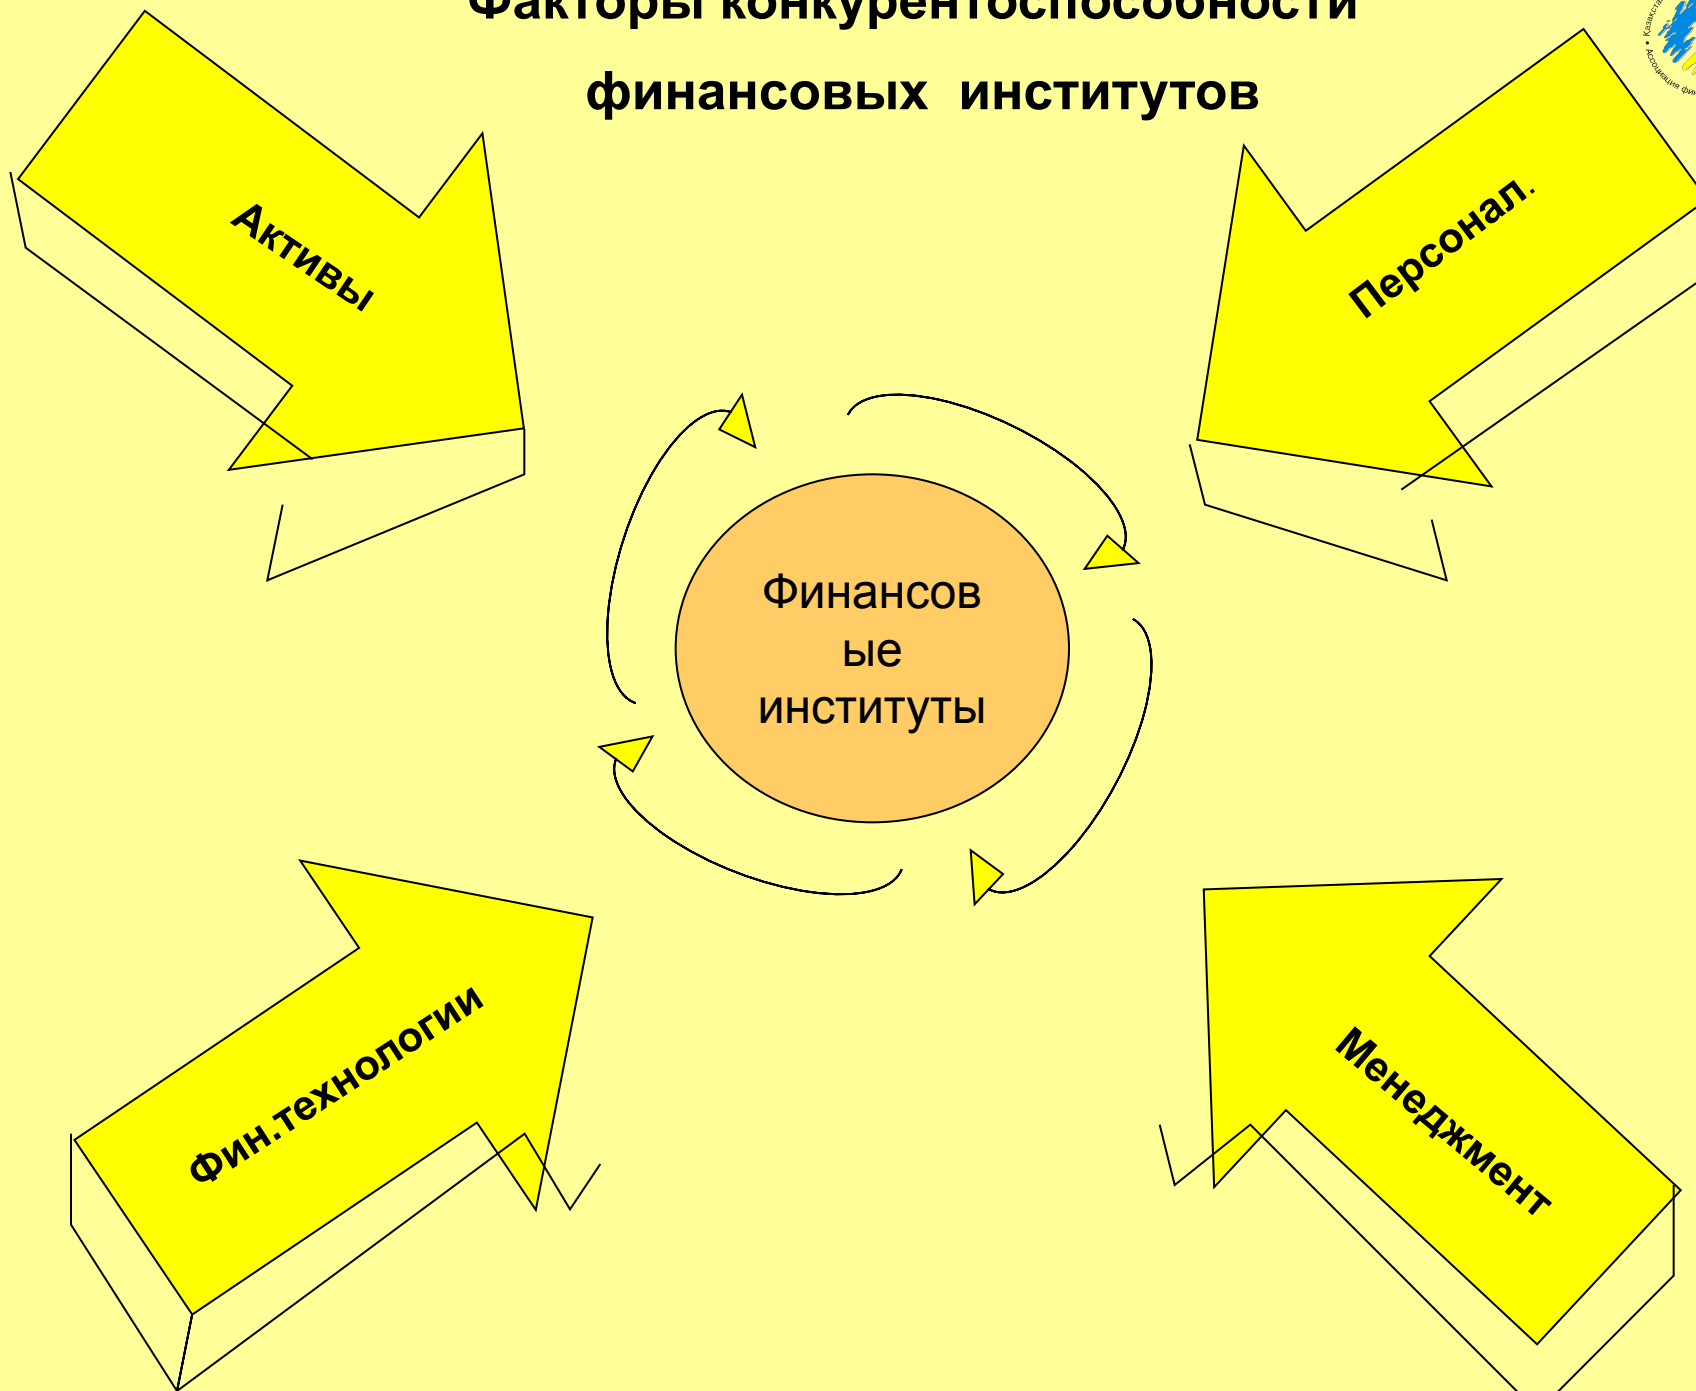 Факторы конкурентоспособности
финансовых институтов
Активы
Персонал.
Финансов
ые
институты
Фин.технологии
Менеджмент